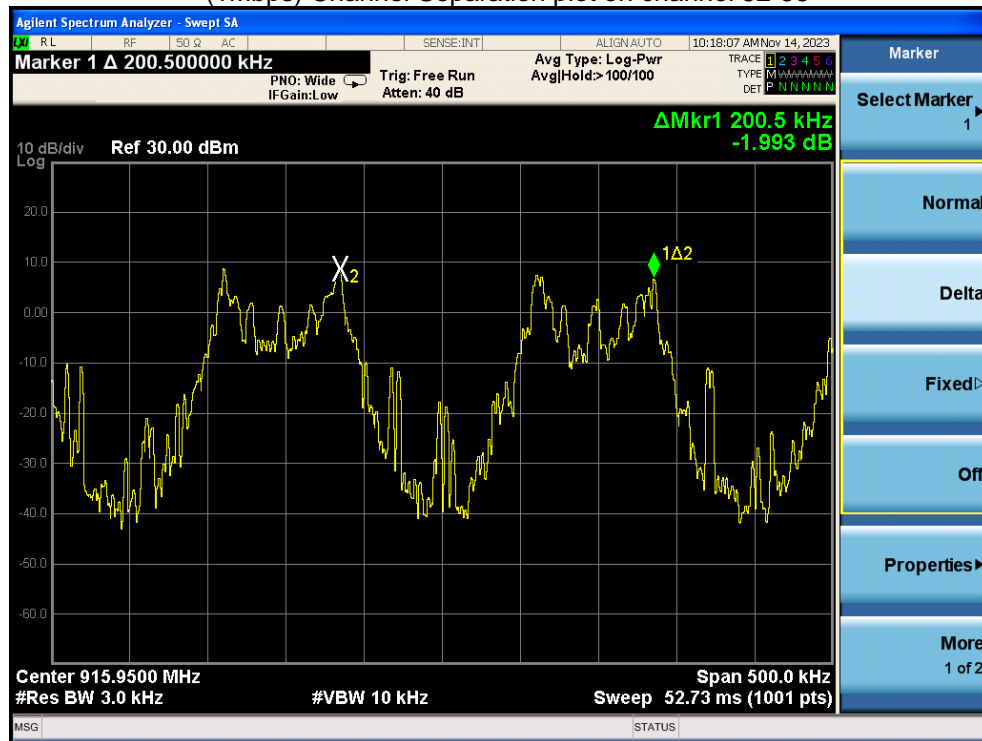 Agilent Spectrum Analyzer - Swept SA
LXI RL RF 50 Ω AC SENSE:INT ALIGNAUTO 10:18:07 AM Nov 14, 2023
Marker 1 Δ 200.500000 kHz
PNO: Wide
IFGain:Low
Trig: Free Run
Atten: 40 dB
Avg Type: Log-Pwr
Avg|Hold:>100/100
TRACE 1 2 3 4 5 6
TYPE M
DET P N N N N N
ΔMkr1 200.5 kHz
-1.993 dB
10 dB/div Ref 30.00 dBm
Log
20.0
10.0
0.00
-10.0
-20.0
-30.0
-40.0
-50.0
-60.0
X2
1Δ2
Center 915.9500 MHz Span 500.0 kHz
#Res BW 3.0 kHz #VBW 10 kHz Sweep 52.73 ms (1001 pts)
MSG STATUS
Marker
Select Marker
1
Normal
Delta
Fixed
Off
Properties
More
1 of 2